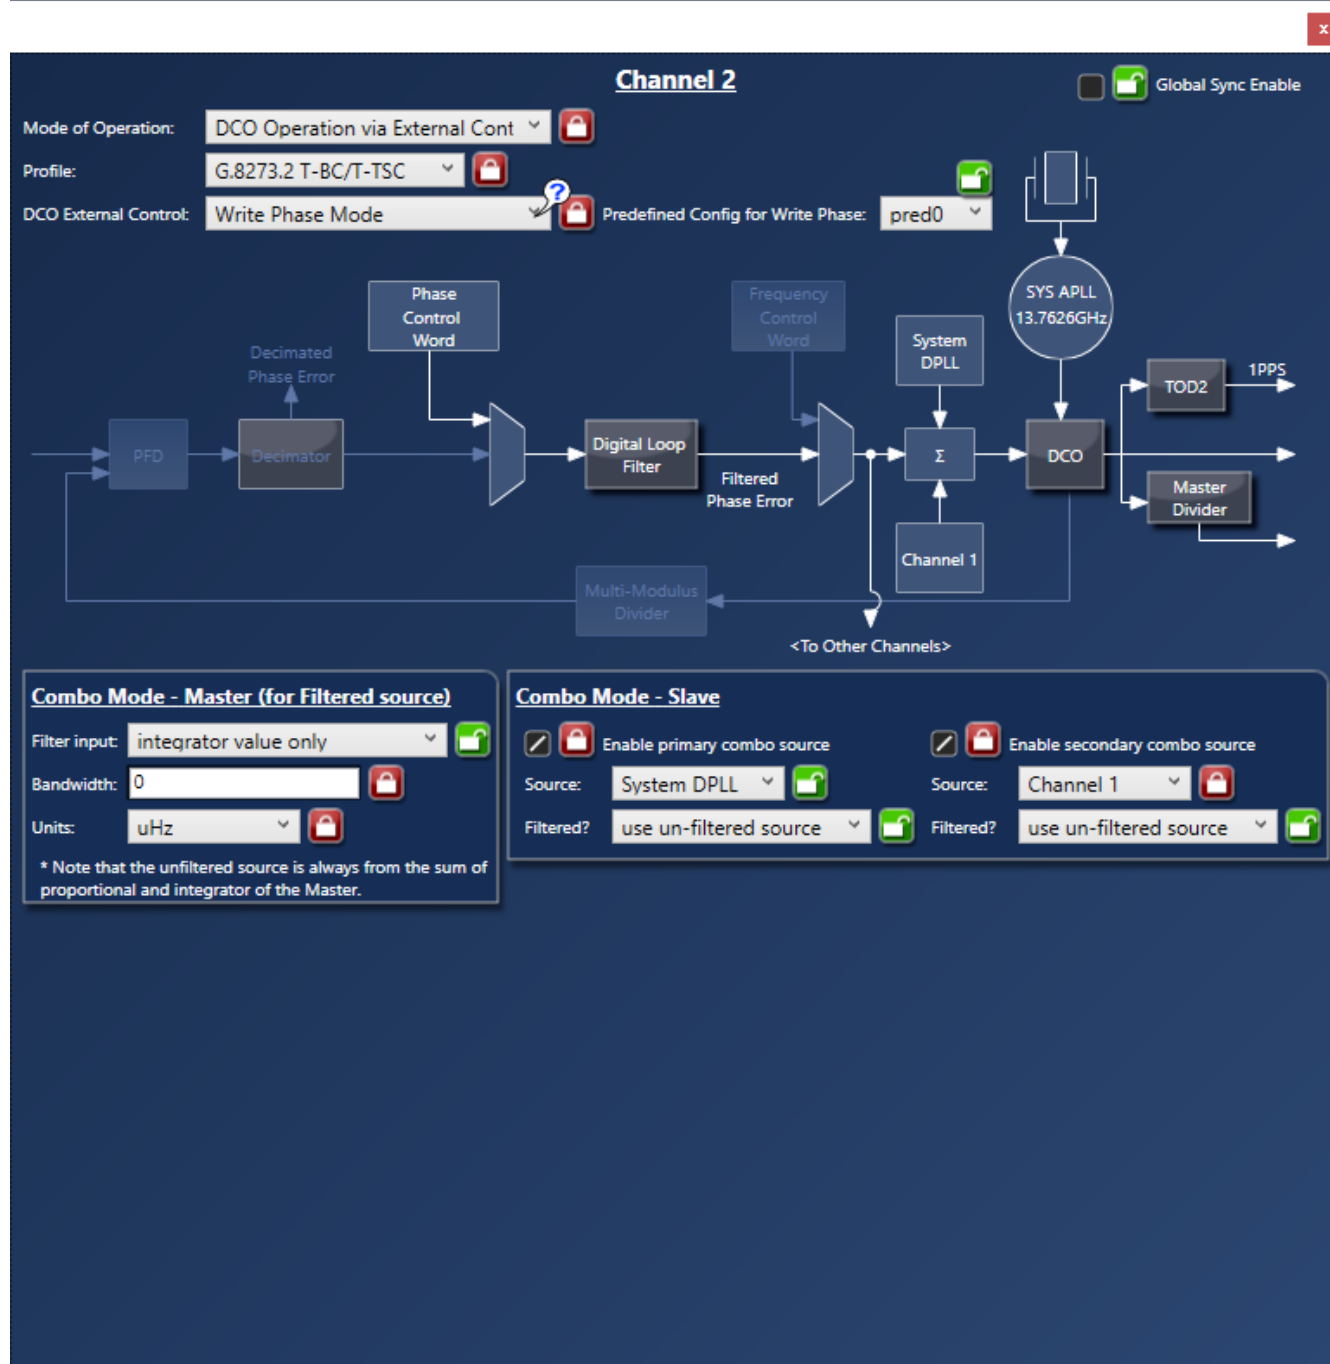 x
Channel 2
Global Sync Enable
Mode of Operation:
DCO Operation via External Cont
Profile:
G.8273.2 T-BC/T-TSC
?
DCO External Control:
Write Phase Mode
Predefined Config for Write Phase:
pred0
Phase
Control
Word
Frequency
Control
Word
SYS APLL
13.7626GHz
System
DPLL
Decimated
Phase Error
TOD2
1PPS
PFD
Decimator
Digital Loop
Filter
Filtered
Phase Error
Σ
DCO
Master
Divider
Channel 1
Multi-Modulus
Divider
<To Other Channels>
Combo Mode - Master (for Filtered source)
Filter input:
integrator value only
Bandwidth:
0
Units:
uHz
* Note that the unfiltered source is always from the sum of
proportional and integrator of the Master.
Combo Mode - Slave
Enable primary combo source
Source:
System DPLL
Filtered?
use un-filtered source
Enable secondary combo source
Source:
Channel 1
Filtered?
use un-filtered source